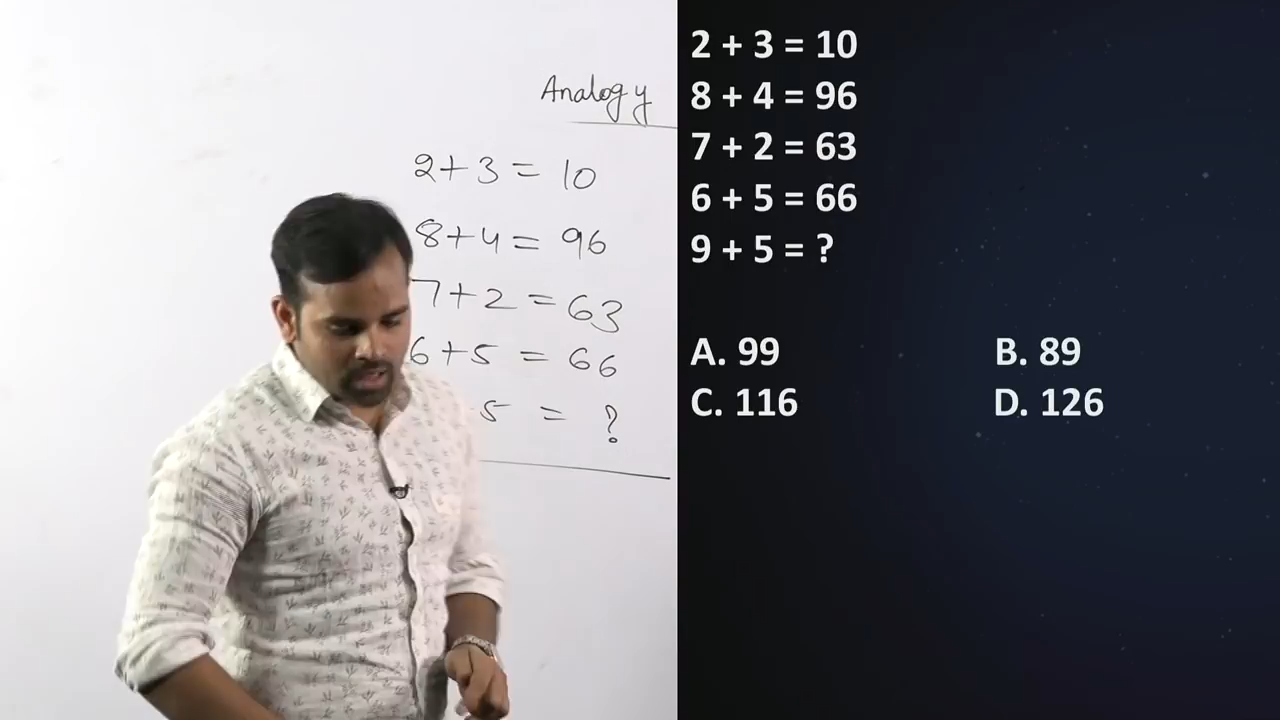 Analogy
2+3 = 10
8+4 = 96
7+2 = 63
6+5 = 66
5 = ?
2 + 3 = 10
8 + 4 = 96
7 + 2 = 63
6 + 5 = 66
9 + 5 = ?
A. 99 B. 89
C. 116 D. 126